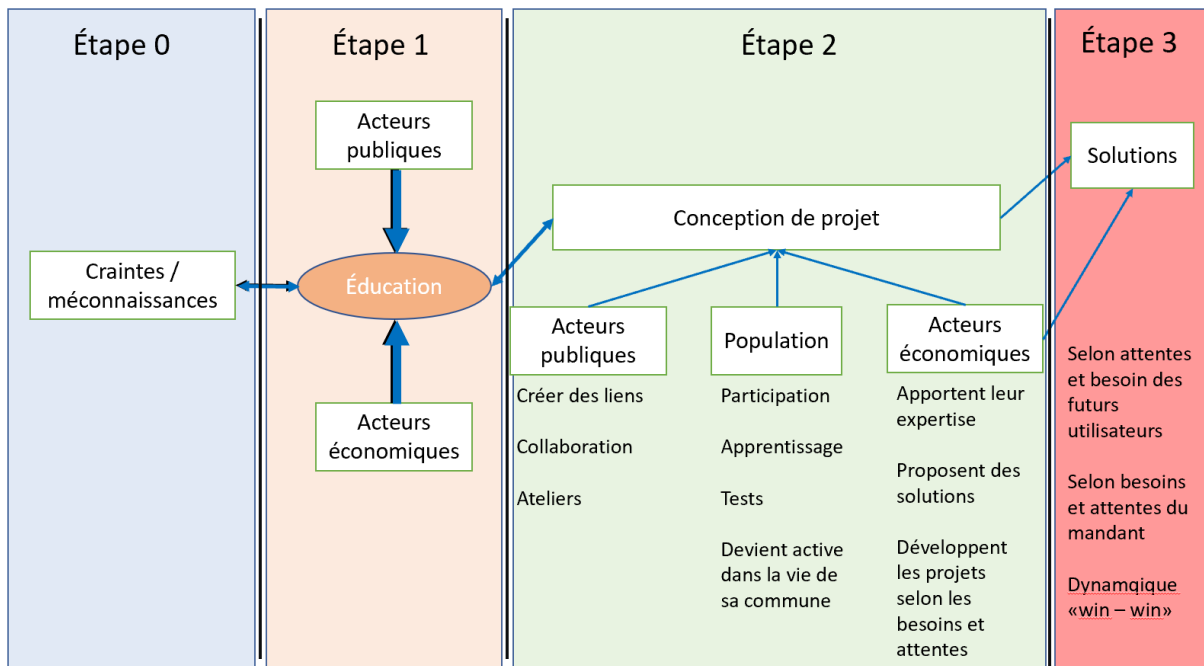 Étape 0
Craintes /
méconnaissances
Étape 1
Acteurs
publiques
Éducation
Acteurs
économiques
Étape 2
Conception de projet
Acteurs
publiques
Créer des liens
Collaboration
Ateliers
Population
Participation
Apprentissage
Tests
Devient active
dans la vie de
sa commune
Acteurs
économiques
Apportent leur
expertise
Proposent des
solutions
Développent
les projets
selon les
besoins et
attentes
Étape 3
Solutions
Selon attentes
et besoin des
futurs
utilisateurs
Selon besoins
et attentes du
mandant
Dynamqique
«win – win»